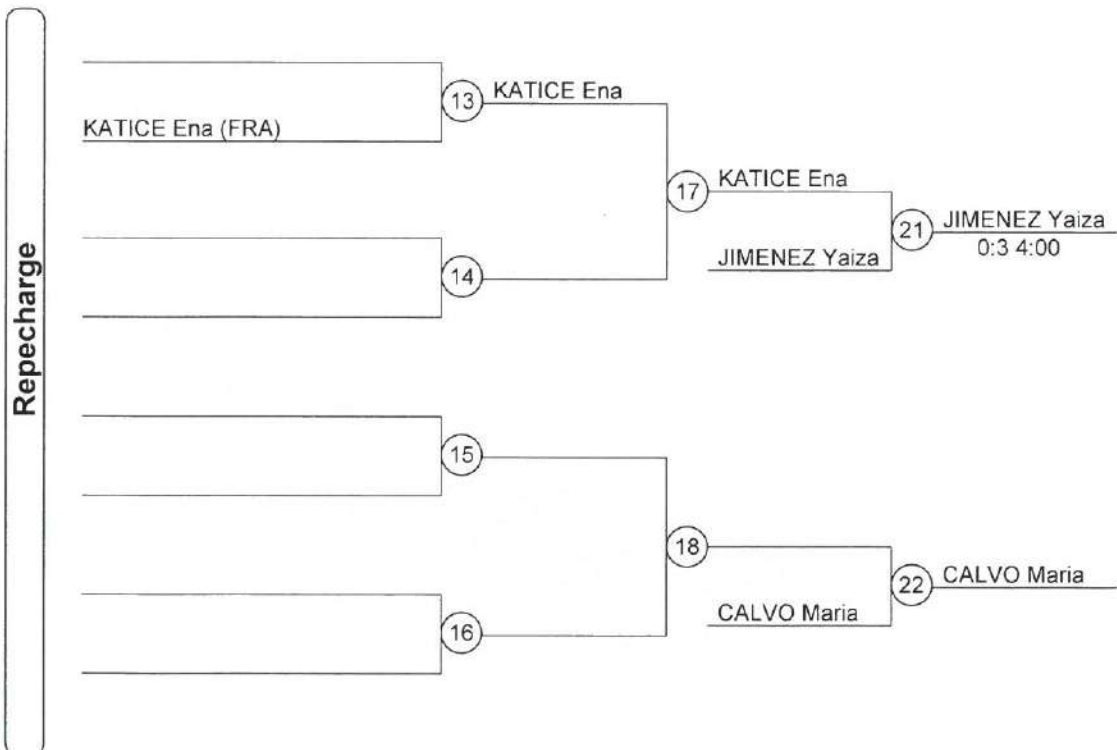 Repecharge
KATICE Ena (FRA)
13
KATICE Ena
14
17
KATICE Ena
JIMENEZ Yaiza
21
JIMENEZ Yaiza
0:3 4:00
15
16
18
CALVO Maria
22
CALVO Maria